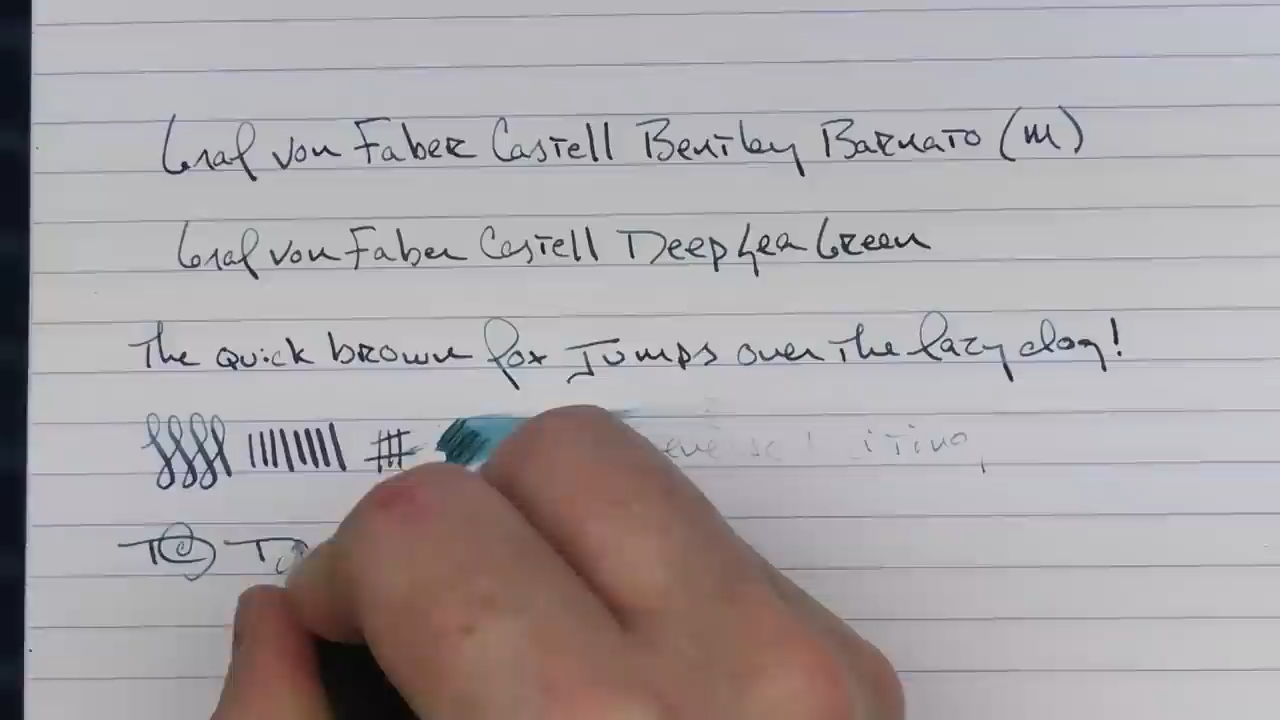 Graf von Faber Castell Bentley Barnato (M)
Graf von Faber Castell Deep Sea Green
The quick brown fox Jumps over the lazy dog!